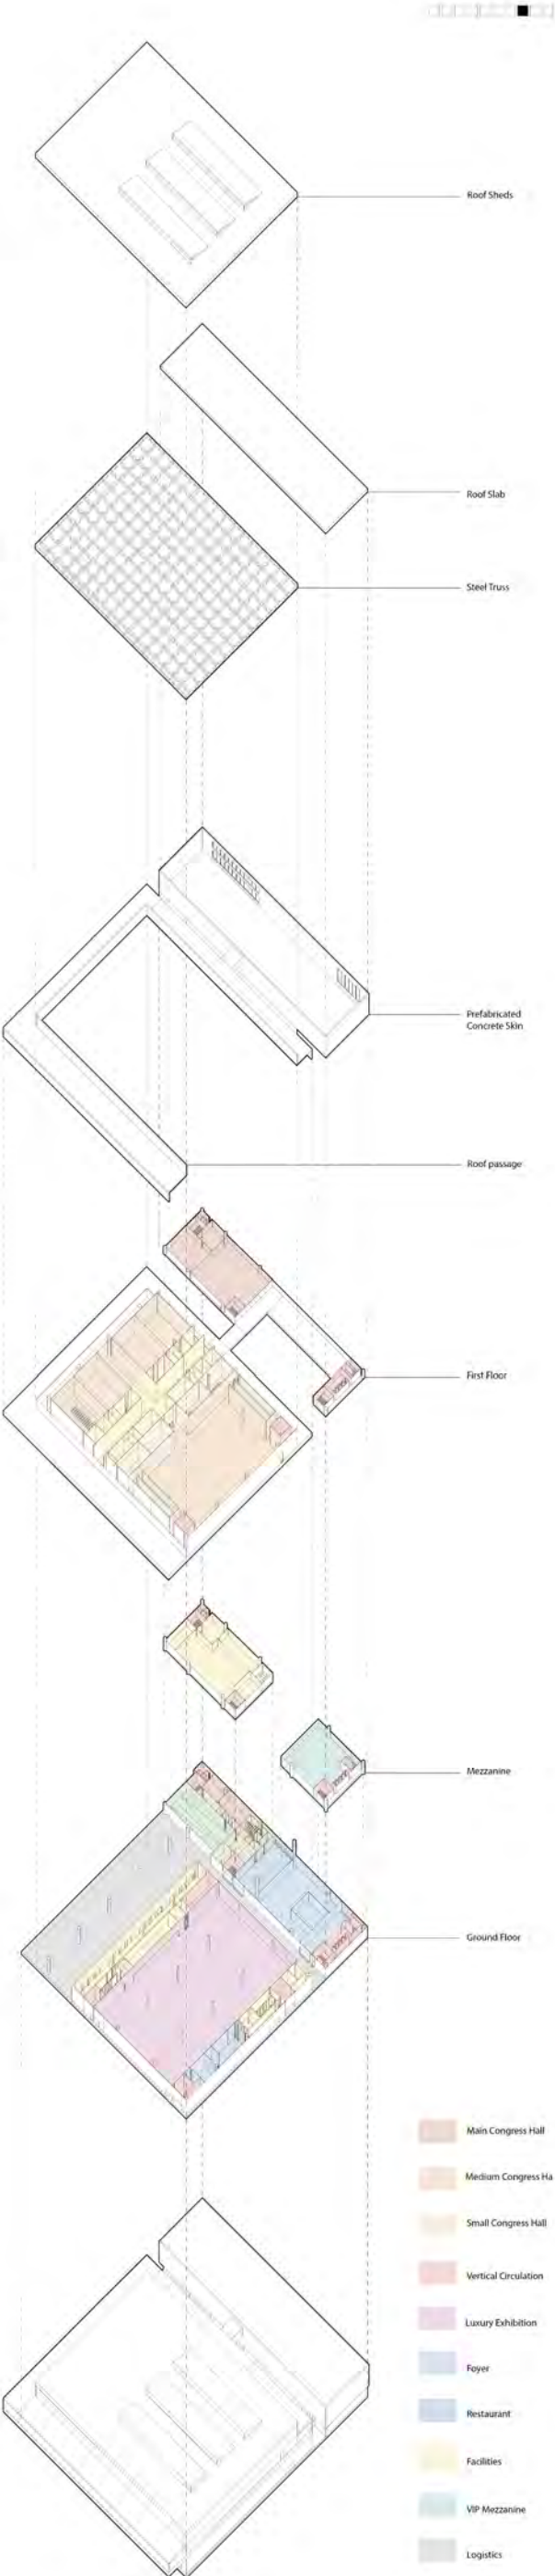 Roof Sheds
Roof Slab
Steel Truss
Prefabricated
Concrete Skin
Roof passage
First Floor
Mezzanine
Ground Floor
Main Congress Hall
Medium Congress Ha
Small Congress Hall
Vertical Circulation
Luxury Exhibition
Foyer
Restaurant
Facilities
VIP Mezzanine
Logistics